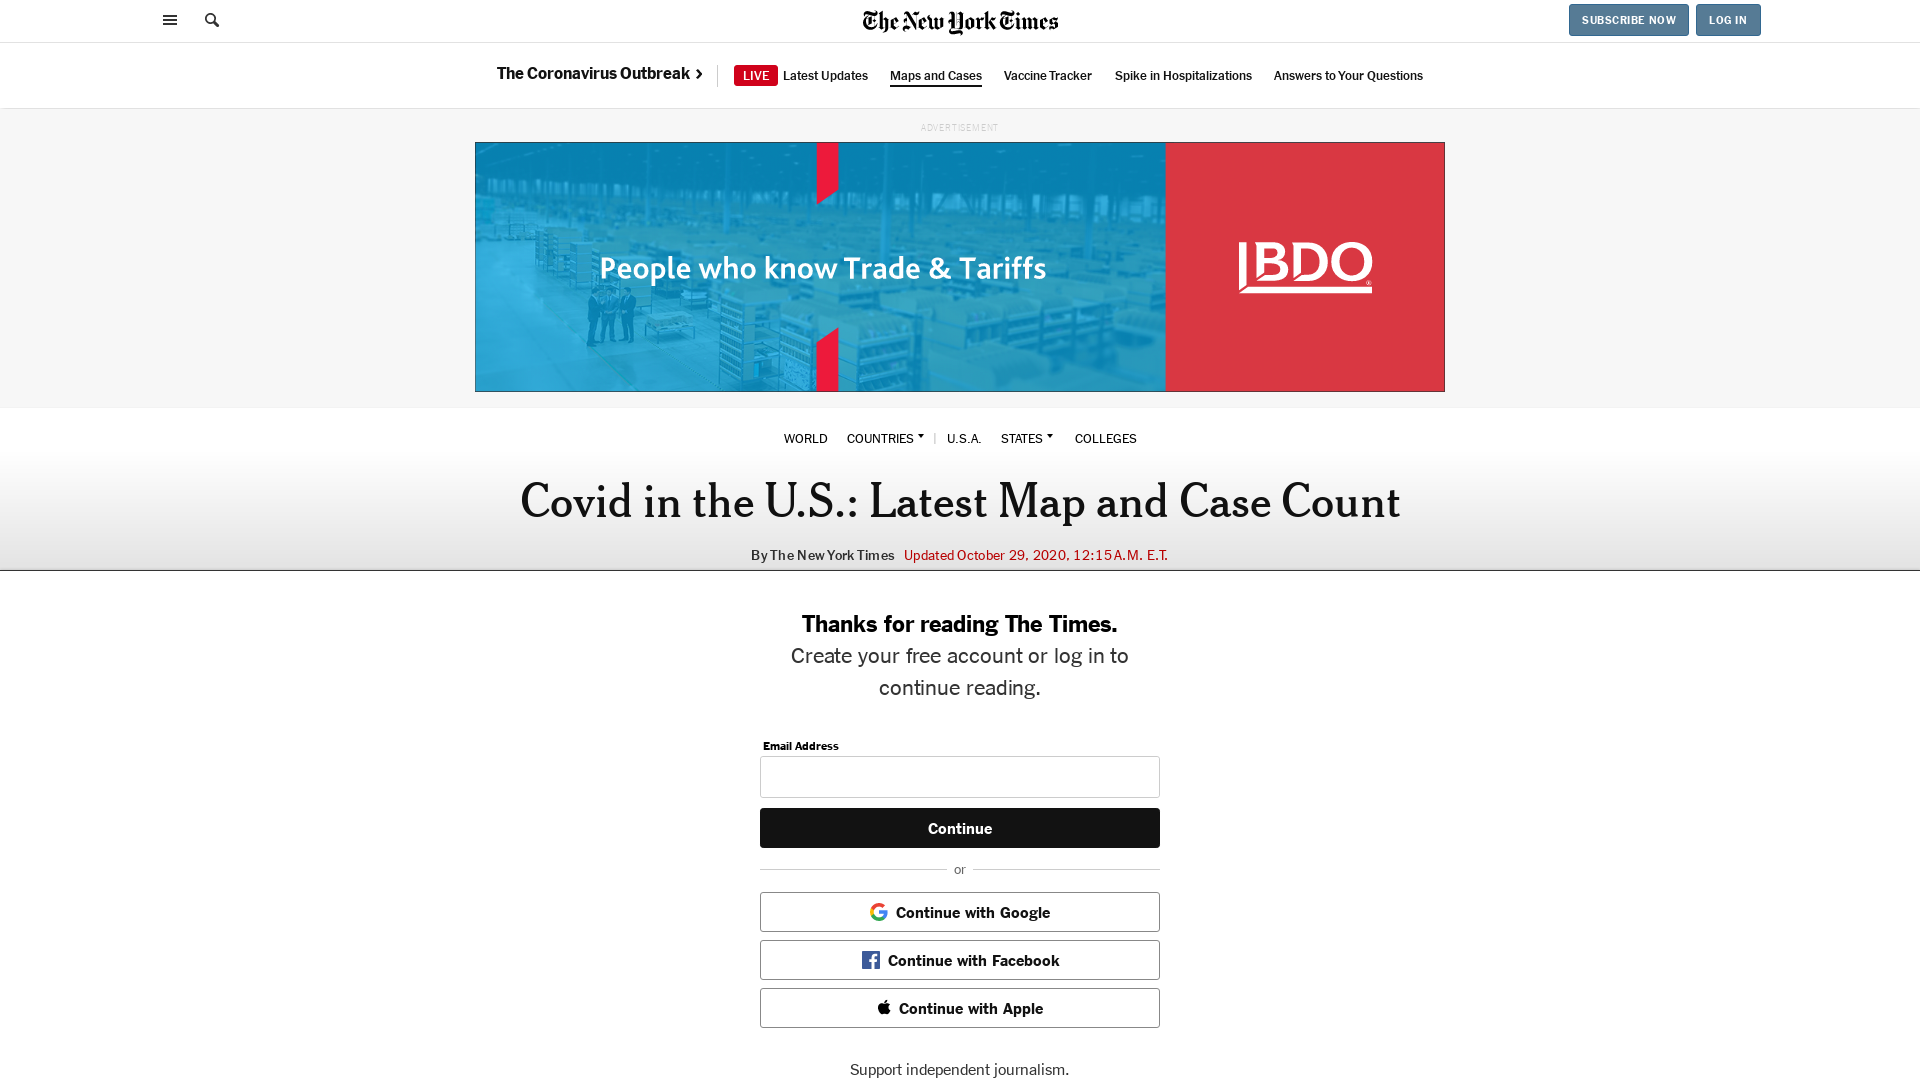 The New York Times
SUBSCRIBE NOW
LOG IN
The Coronavirus Outbreak
LIVE Latest Updates
Maps and Cases
Vaccine Tracker
Spike in Hospitalizations
Answers to Your Questions
ADVERTISEMENT
People who know Trade & Tariffs
BDO®
WORLD COUNTRIES | U.S.A. STATES COLLEGES
Covid in the U.S.: Latest Map and Case Count
By The New York Times Updated October 29, 2020, 12:15 A.M. E.T.
Thanks for reading The Times.
Create your free account or log in to
continue reading.
Email Address
Continue
or
Continue with Google
Continue with Facebook
Continue with Apple
Support independent journalism.